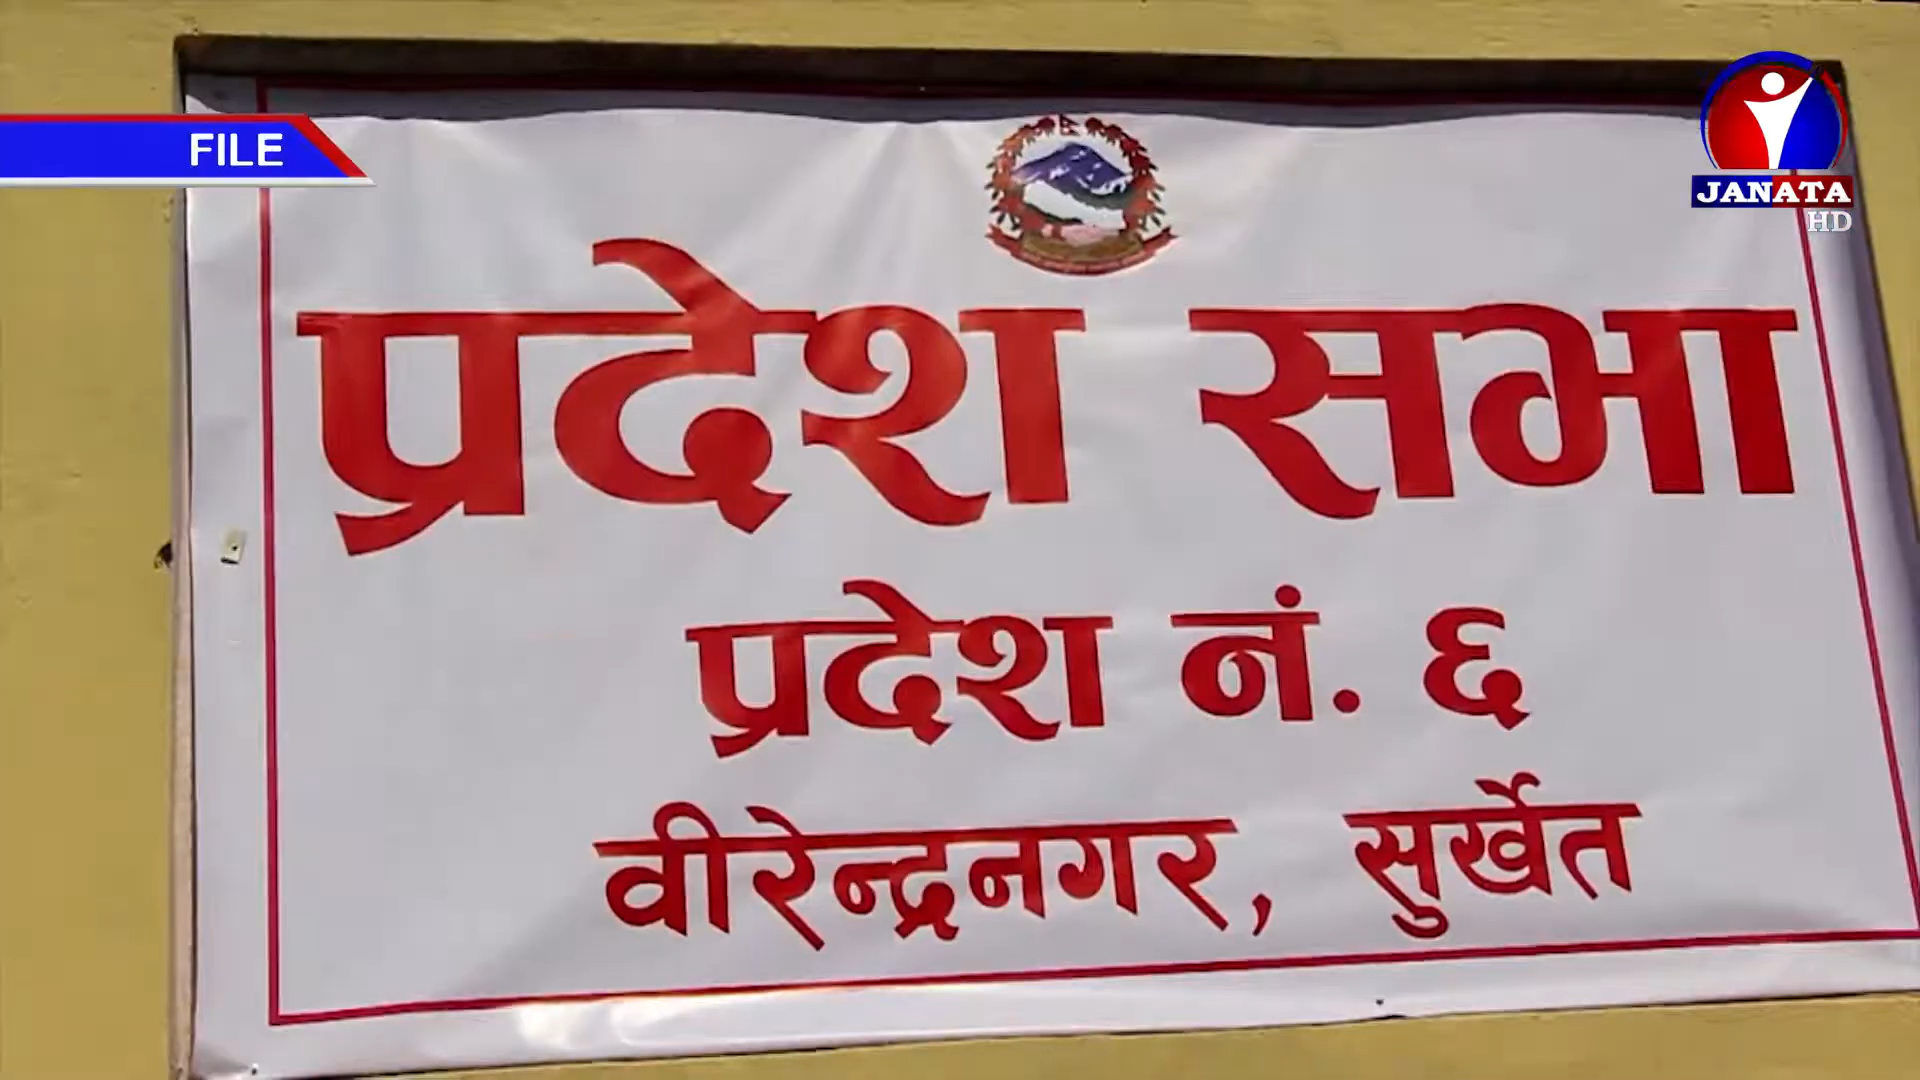 FILE
JANATA
HD
प्रदेश सभा
प्रदेश नं. ६
वीरेन्द्रनगर, सुर्खेत